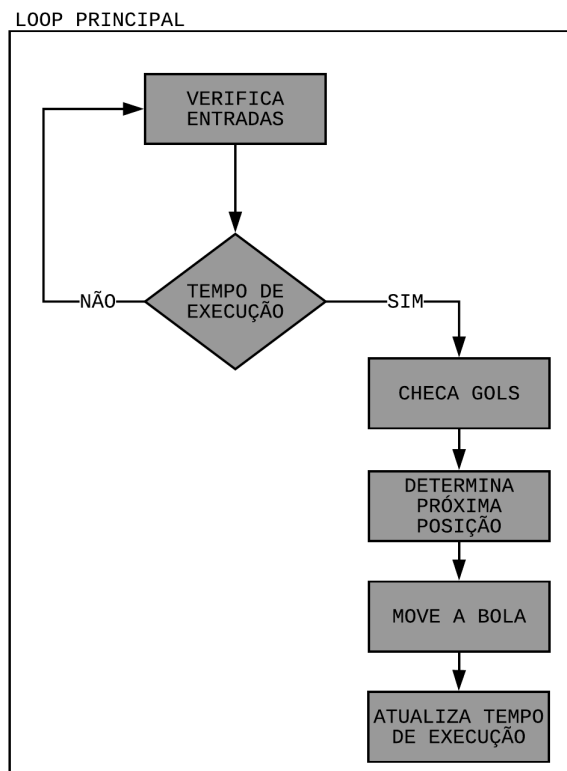 LOOP PRINCIPAL
VERIFICA
ENTRADAS
TEMPO DE
EXECUÇÃO
NÃO
SIM
CHECA GOLS
DETERMINA
PRÓXIMA
POSIÇÃO
MOVE A BOLA
ATUALIZA TEMPO
DE EXECUÇÃO